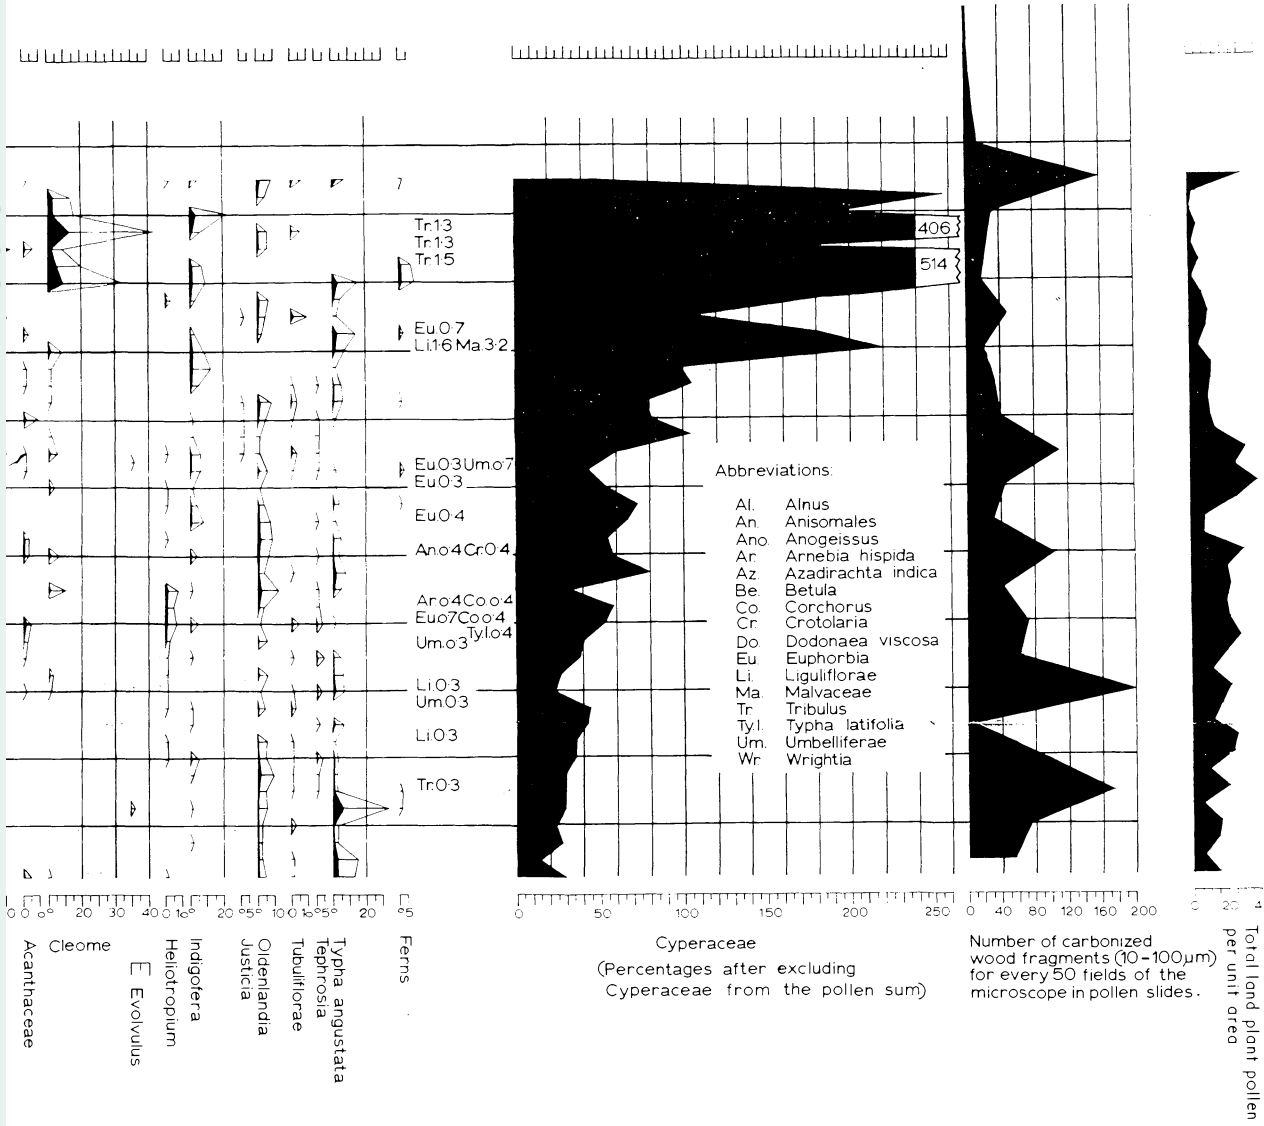 406
514
Tr.1·3
Tr.1·3
Tr.1·5
Eu.0·7
Li.1·6 Ma.3·2
Eu.0·3 Um.0·7
Eu.0·3
Eu.0·4
An.0·4 Cr.0·4
Ar.0·4 Co.0·4
Eu.0·7 Co.0·4
Ty.l.0·4
Um.0·3
Li.0·3
Um.0·3
Li.0·3
Tr.0·3
Abbreviations:
Al. Alnus
An. Anisomales
Ano. Anogeissus
Ar. Arnebia hispida
Az. Azadirachta indica
Be. Betula
Co. Corchorus
Cr. Crotolaria
Do. Dodonaea viscosa
Eu. Euphorbia
Li. Liguliflorae
Ma. Malvaceae
Tr Tribulus
Ty.l. Typha latifolia
Um. Umbelliferae
Wr. Wrightia
0 0 20 30 40 0 10 0 20 0 5 0 10 0 10 0 5 0 20 0 5
0 50 100 150 200 250
0 40 80 120 160 200
0 20 4
Acanthaceae
Cleome
E Evolvulus
Heliotropium
Indigofera
Justicia
Oldenlandia
Tubuliflorae
Tephrosia
Typha angustata
Ferns
Cyperaceae
(Percentages after excluding
Cyperaceae from the pollen sum)
Number of carbonized
wood fragments (10-100µm)
for every 50 fields of the
microscope in pollen slides.
Total land plant pollen
per unit area